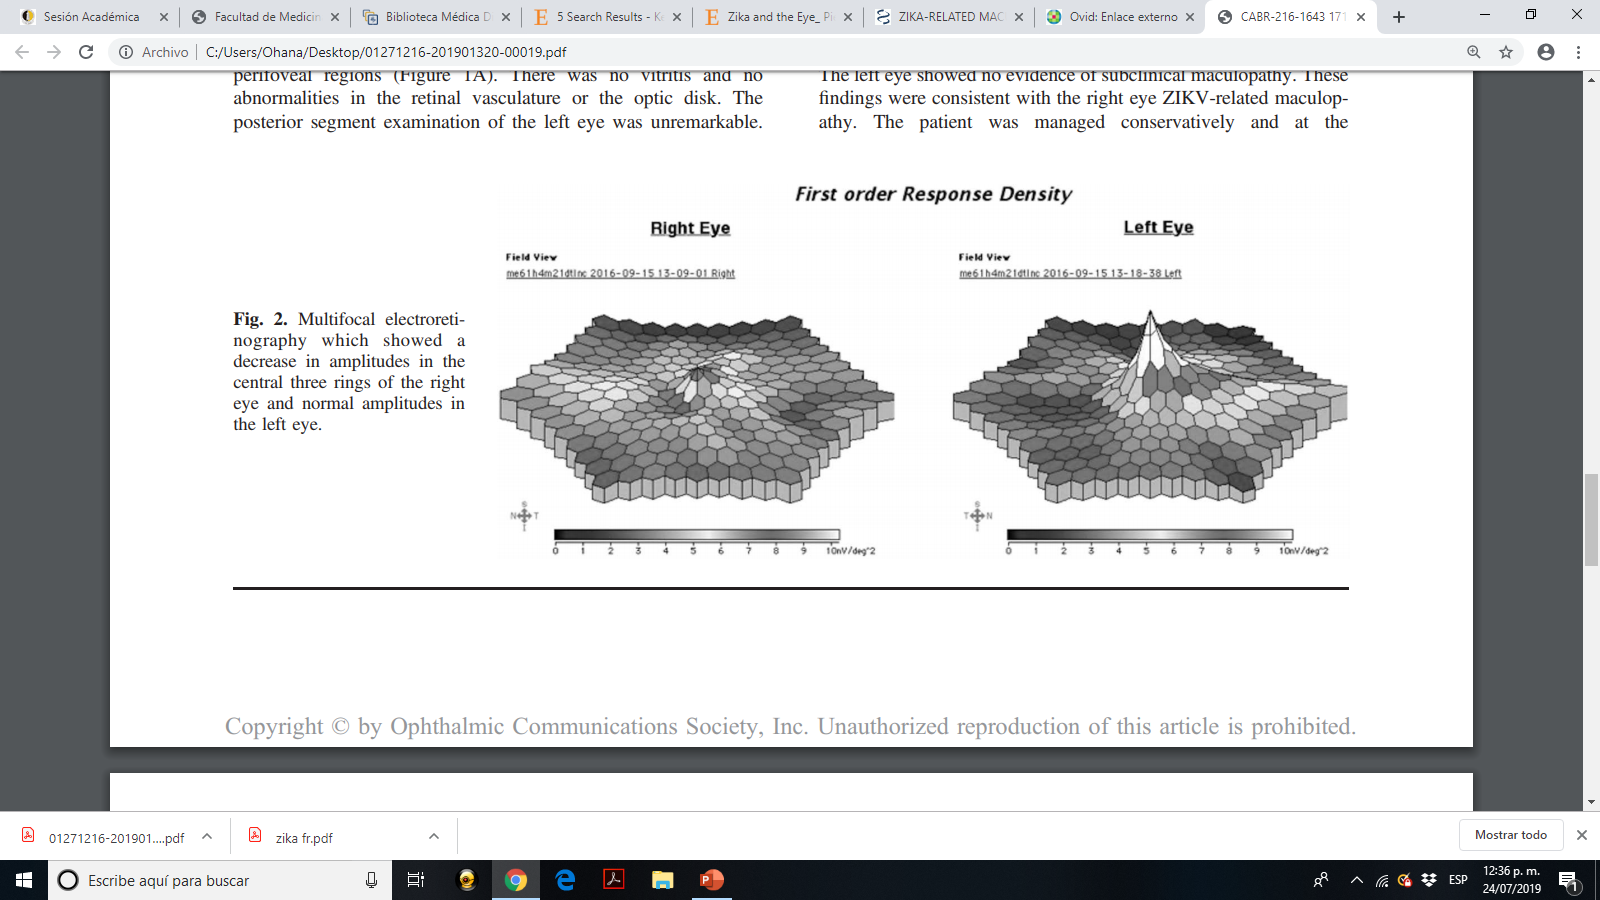 Sesión Académica
Facultad de Medicin
Biblioteca Médica D
5 Search Results - K
Zika and the Eye_ Pi
ZIKA-RELATED MAC
Ovid: Enlace externo
CABR-216-1643 171
Archivo
C:/Users/Ohana/Desktop/01271216-201901320-00019.pdf
perifoveal regions (Figure 1A). There was no vitritis and no
abnormalities in the retinal vasculature or the optic disk. The
posterior segment examination of the left eye was unremarkable.
The left eye showed no evidence of subclinical maculopathy. These
findings were consistent with the right eye ZIKV-related maculop-
athy. The patient was managed conservatively and at the
First order Response Density
Right Eye
Left Eye
Field View
me61h4m21dtlnc 2016-09-15 13-09-01 Right
Field View
me61h4m21dtlnc 2016-09-15 13-18-38 Left
Fig. 2. Multifocal electroreti-
nography which showed a
decrease in amplitudes in the
central three rings of the right
eye and normal amplitudes in
the left eye.
S
N T
I
S
T N
I
0 1 2 3 4 5 6 7 8 9 10nV/deg^2
0 1 2 3 4 5 6 7 8 9 10nV/deg^2
Copyright © by Ophthalmic Communications Society, Inc. Unauthorized reproduction of this article is prohibited.
01271216-201901....pdf
zika fr.pdf
Mostrar todo
Escribe aquí para buscar
ESP
12:36 p. m.
24/07/2019
1